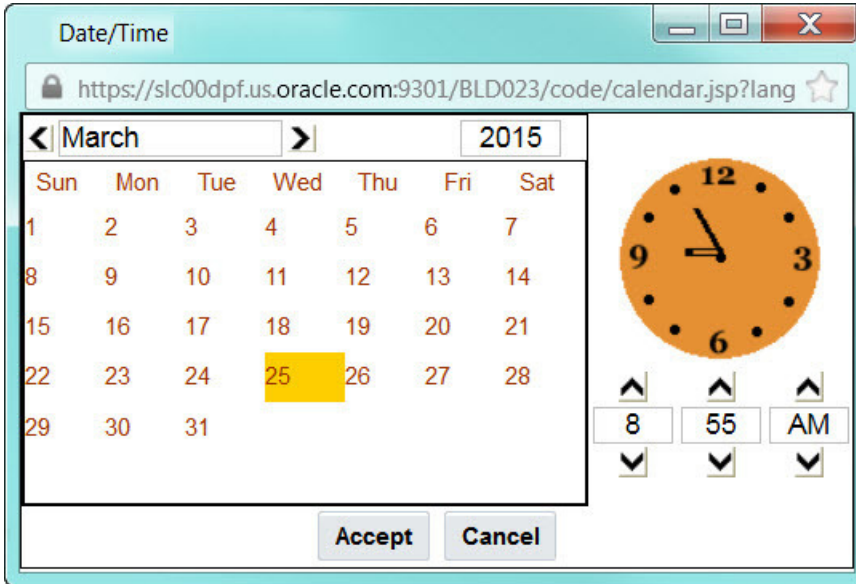 Date/Time
https://slc00dpf.us.oracle.com:9301/BLD023/code/calendar.jsp?lang
March 2015
Sun Mon Tue Wed Thu Fri Sat
1 2 3 4 5 6 7
8 9 10 11 12 13 14
15 16 17 18 19 20 21
22 23 24 25 26 27 28
29 30 31
12
9 3
6
8 55 AM
Accept Cancel